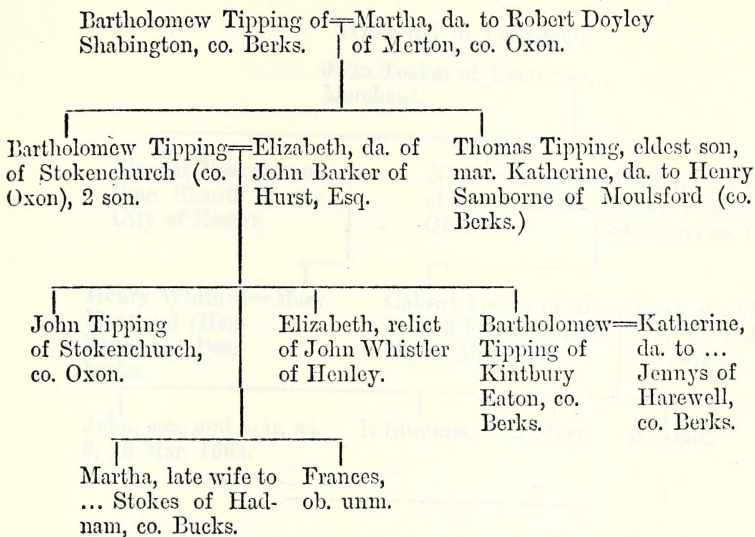 Bartholomew Tipping of Martha, da. to Robert Doyley
Shabington, co. Berks. of Merton, co. Oxon.
Bartholomew Tipping
of Stokenchurch (co.
Oxon), 2 son.
Elizabeth, da. of
John Barker of
Hurst, Esq.
Thomas Tipping, eldest son,
mar. Katherine, da. to Henry
Samborne of Moulsford (co.
Berks.)
John Tipping
of Stokenchurch,
co. Oxon.
Elizabeth, relict
of John Whistler
of Henley.
Bartholomew
Tipping of
Kintbury
Eaton, co.
Berks.
Katherine,
da. to ...
Jennys of
Harewell,
co. Berks.
Martha, late wife to
... Stokes of Had-
nam, co. Bucks.
Frances,
ob. unm.